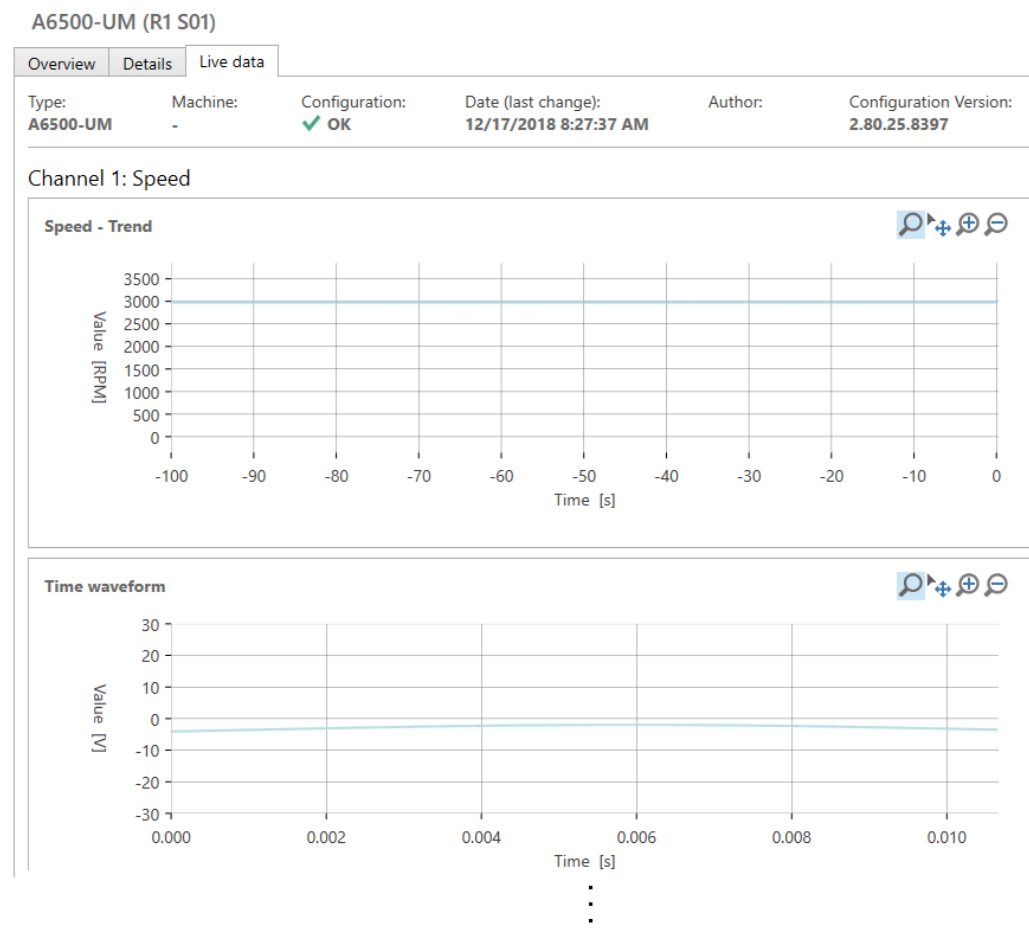 A6500-UM (R1 S01)
Overview Details Live data
Type: Machine: Configuration: Date (last change): Author: Configuration Version:
A6500-UM - OK 12/17/2018 8:27:37 AM 2.80.25.8397
Channel 1: Speed
Speed - Trend
3500
3000
2500
2000
1500
1000
500
0
Value [RPM]
-100 -90 -80 -70 -60 -50 -40 -30 -20 -10 0
Time [s]
Time waveform
30
20
10
0
-10
-20
-30
Value [V]
0.000 0.002 0.004 0.006 0.008 0.010
Time [s]